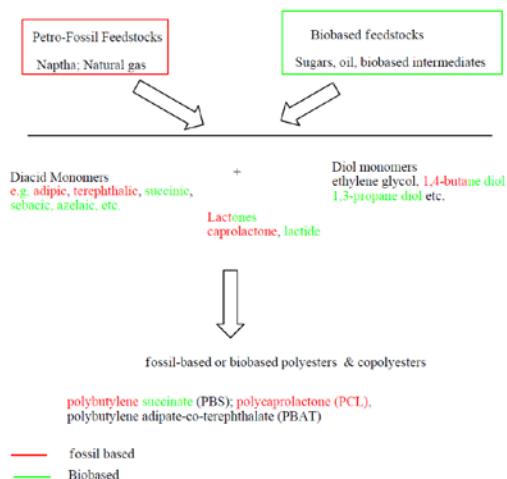 Petro-Fossil Feedstocks
Naptha; Natural gas
Biobased feedstocks
Sugars, oil, biobased intermediates
Diacid Monomers
e.g. adipic, terephthalic, succinic,
sebacic, azelaic, etc.
+
Diol monomers
ethylene glycol, 1,4-butane diol
1,3-propane diol etc.
Lactones
caprolactone, lactide
fossil-based or biobased polyesters & copolyesters
polybutylene succinate (PBS); polycaprolactone (PCL),
polybutylene adipate-co-terephthalate (PBAT)
fossil based
Biobased